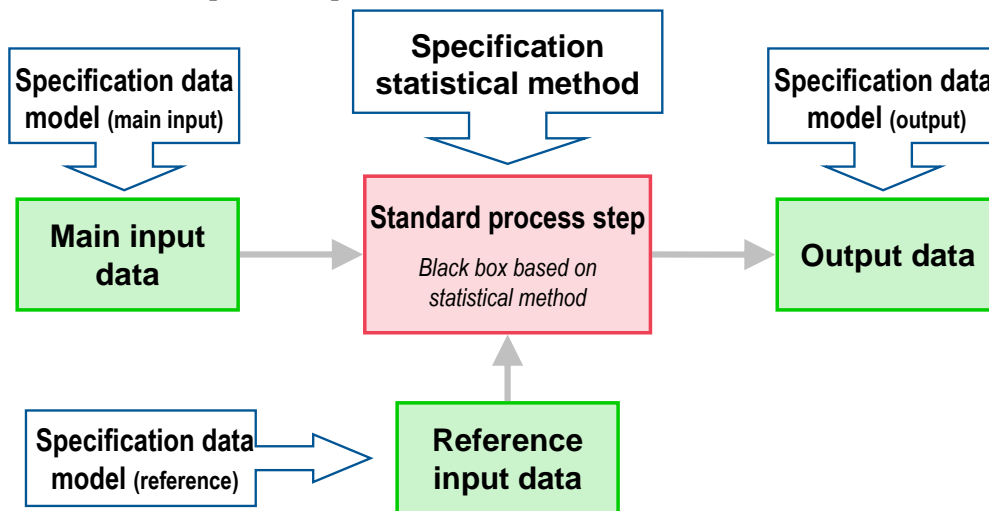 Specification data
model (main input)
Specification
statistical method
Specification data
model (output)
Main input
data
Standard process step
Black box based on
statistical method
Output data
Specification data
model (reference)
Reference
input data